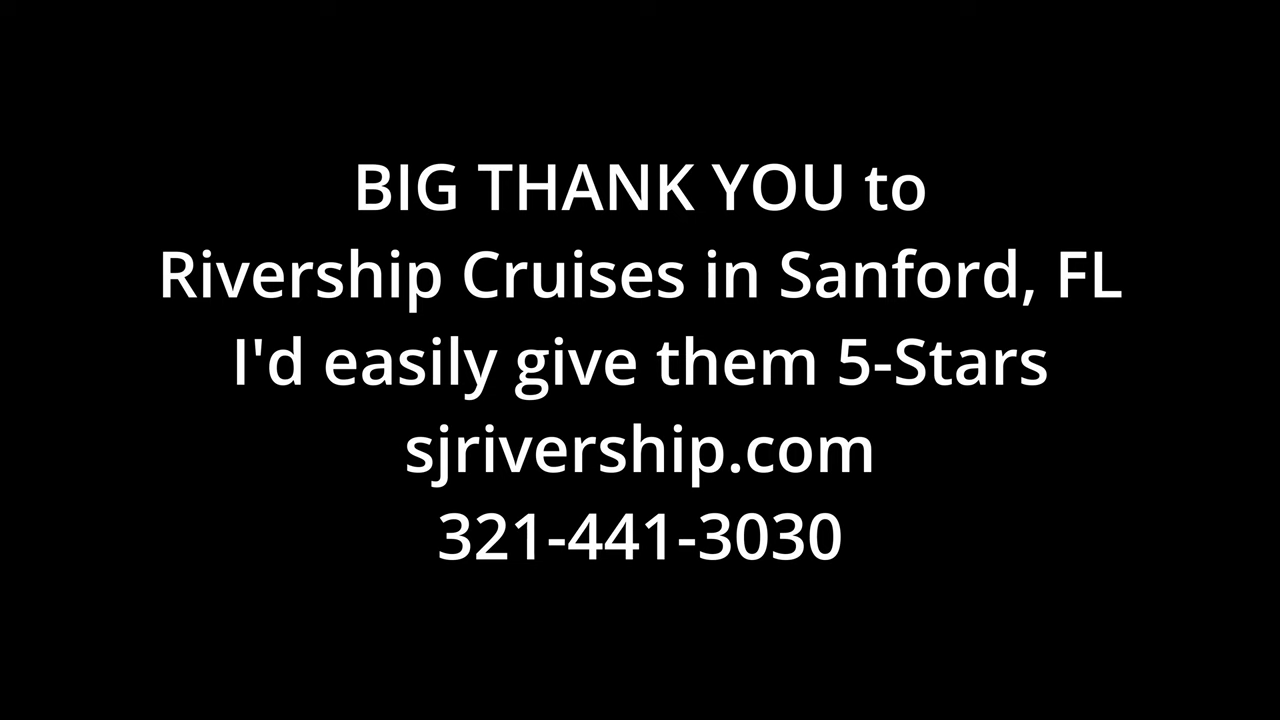 BIG THANK YOU to
Rivership Cruises in Sanford, FL
I'd easily give them 5-Stars
sjrivership.com
321-441-3030